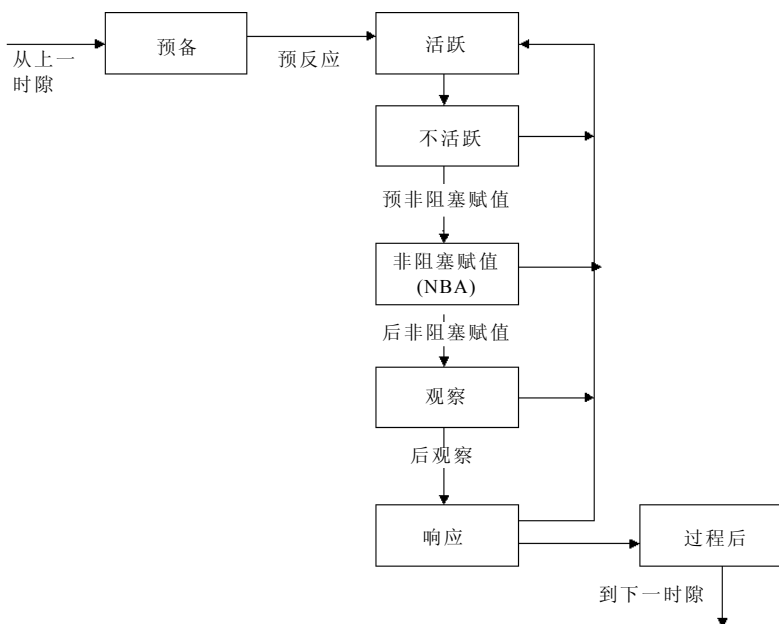 预备
从上一
时隙
预反应
活跃
不活跃
预非阻塞赋值
非阻塞赋值
(NBA)
后非阻塞赋值
观察
后观察
响应
过程后
到下一时隙